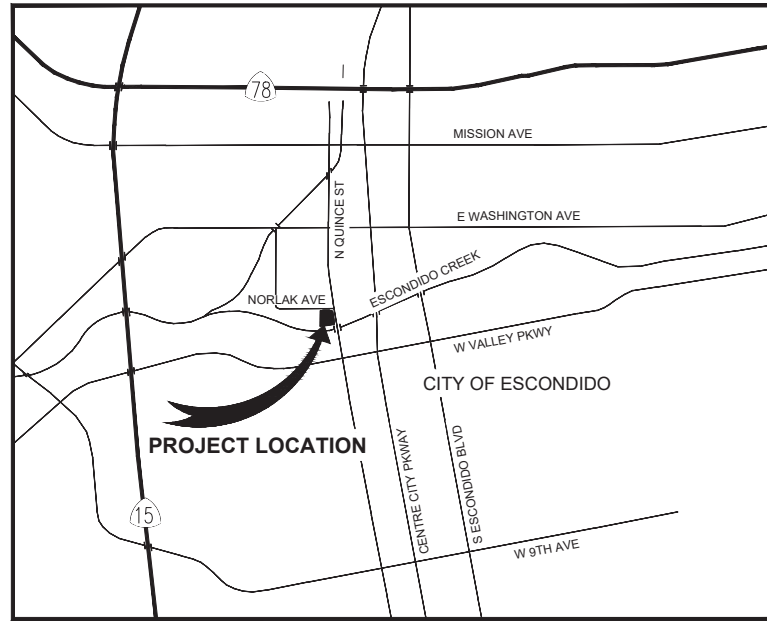 78
MISSION AVE
N QUINCE ST
E WASHINGTON AVE
ESCONDIDO CREEK
NORLAK AVE
W VALLEY PKWY
CITY OF ESCONDIDO
PROJECT LOCATION
CENTRE CITY PKWAY
S ESCONDIDO BLVD
15
W 9TH AVE